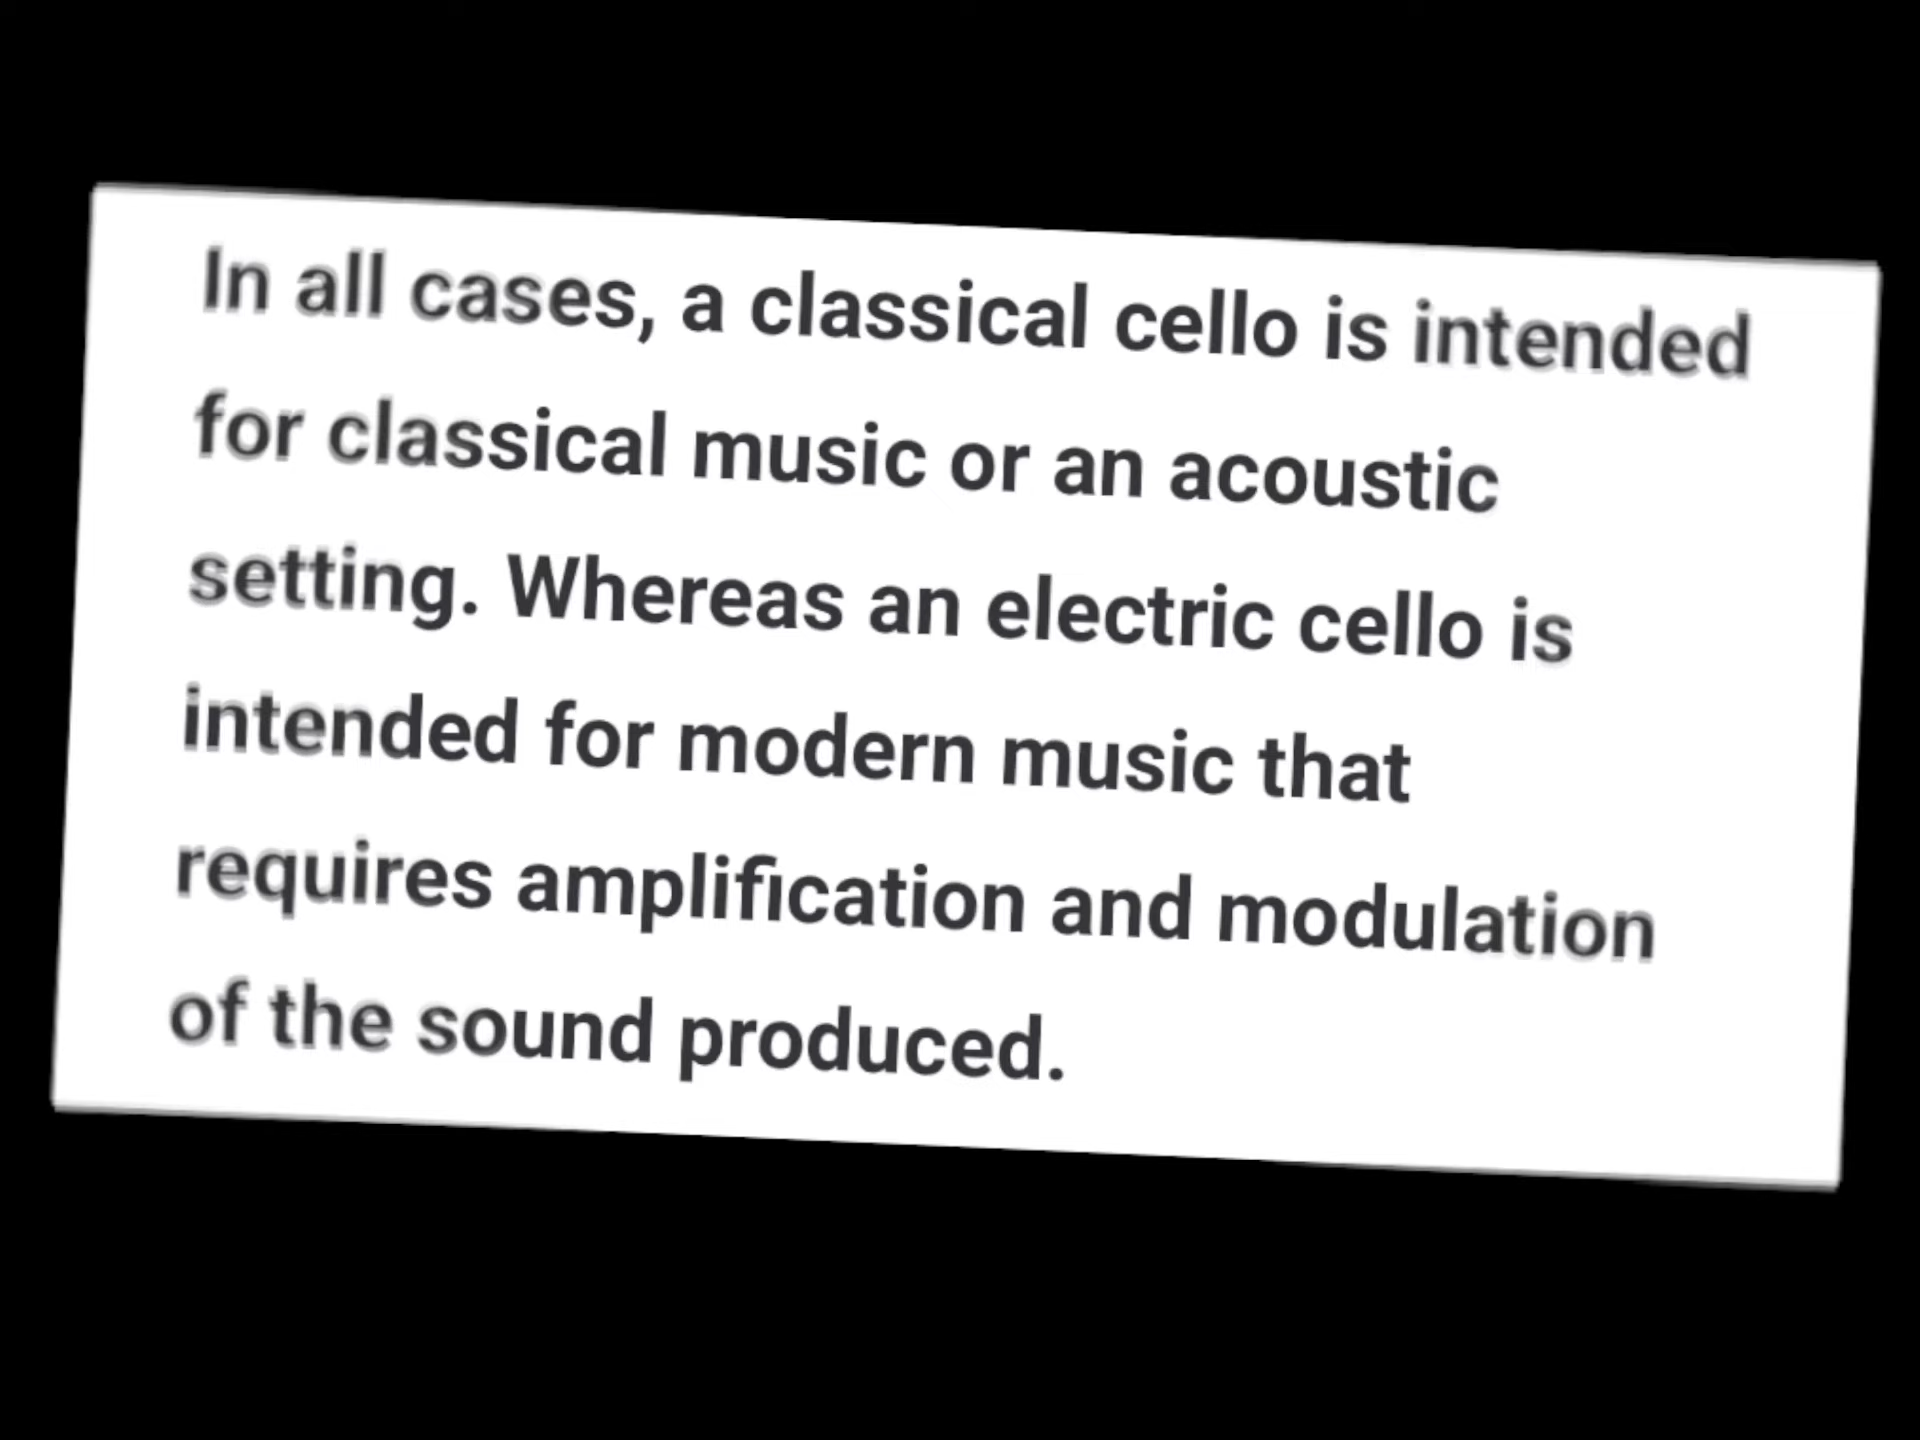 In all cases, a classical cello is intended
for classical music or an acoustic
setting. Whereas an electric cello is
intended for modern music that
requires amplification and modulation
of the sound produced.